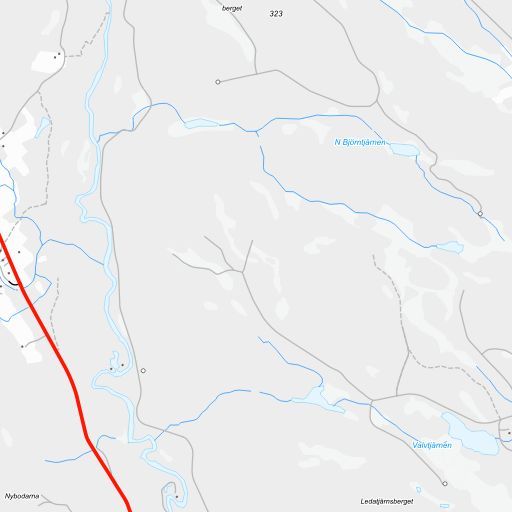 berget
323
N Björntjärnen
Valvtjärnen
Nybodarna
Ledatjärnsberget